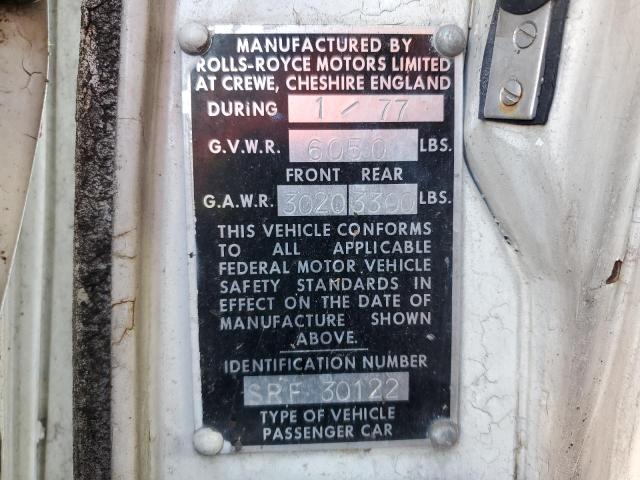 MANUFACTURED BY
ROLLS-ROYCE MOTORS LIMITED
AT CREWE, CHESHIRE ENGLAND
DURING 1 / 77
G.V.W.R. 6050 LBS.
FRONT REAR
G.A.W.R. 3020 3300 LBS.
THIS VEHICLE CONFORMS
TO ALL APPLICABLE
FEDERAL MOTOR VEHICLE
SAFETY STANDARDS IN
EFFECT ON THE DATE OF
MANUFACTURE SHOWN
ABOVE.
IDENTIFICATION NUMBER
SRF 30122
TYPE OF VEHICLE
PASSENGER CAR